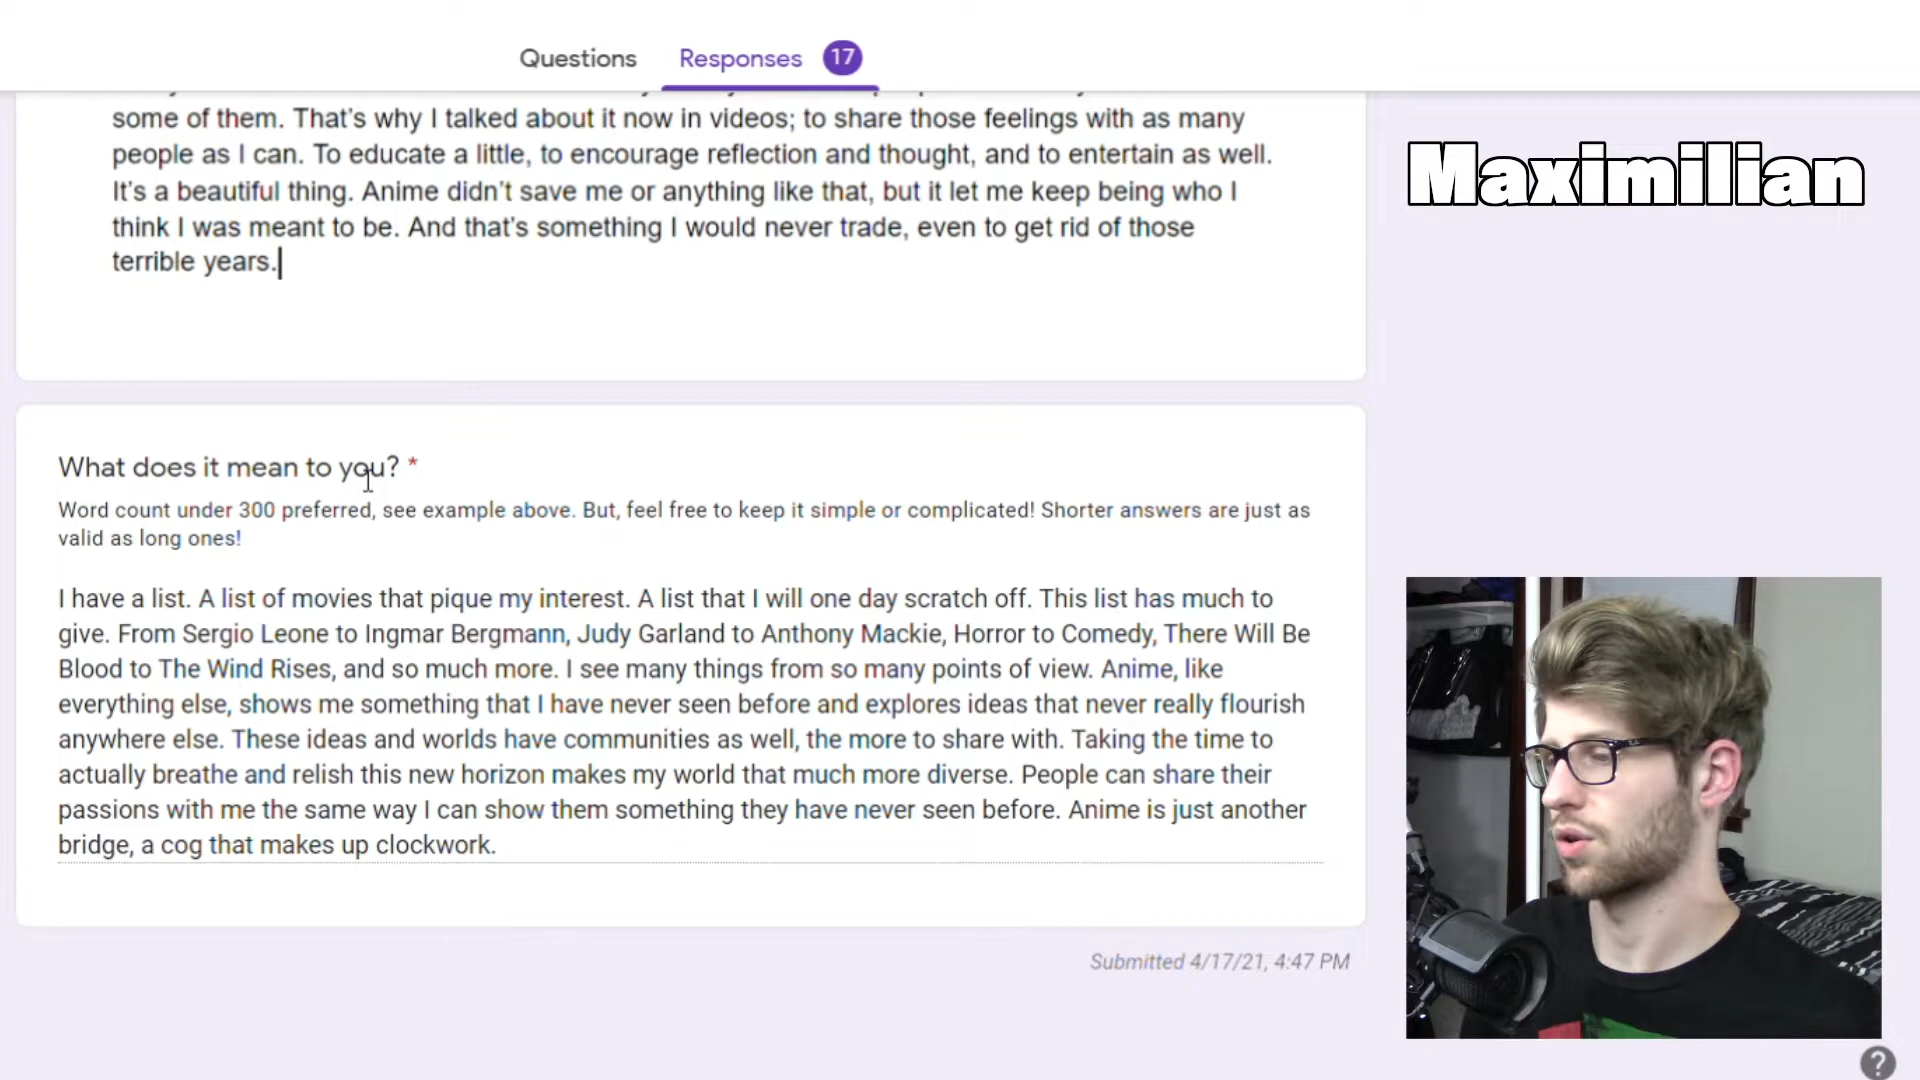 Questions
Responses
17
some of them. That's why I talked about it now in videos; to share those feelings with as many
people as I can. To educate a little, to encourage reflection and thought, and to entertain as well.
It's a beautiful thing. Anime didn't save me or anything like that, but it let me keep being who I
think I was meant to be. And that's something I would never trade, even to get rid of those
terrible years.
Maximilian
What does it mean to you? *
Word count under 300 preferred, see example above. But, feel free to keep it simple or complicated! Shorter answers are just as
valid as long ones!
I have a list. A list of movies that pique my interest. A list that I will one day scratch off. This list has much to
give. From Sergio Leone to Ingmar Bergmann, Judy Garland to Anthony Mackie, Horror to Comedy, There Will Be
Blood to The Wind Rises, and so much more. I see many things from so many points of view. Anime, like
everything else, shows me something that I have never seen before and explores ideas that never really flourish
anywhere else. These ideas and worlds have communities as well, the more to share with. Taking the time to
actually breathe and relish this new horizon makes my world that much more diverse. People can share their
passions with me the same way I can show them something they have never seen before. Anime is just another
bridge, a cog that makes up clockwork.
Submitted 4/17/21, 4:47 PM
?